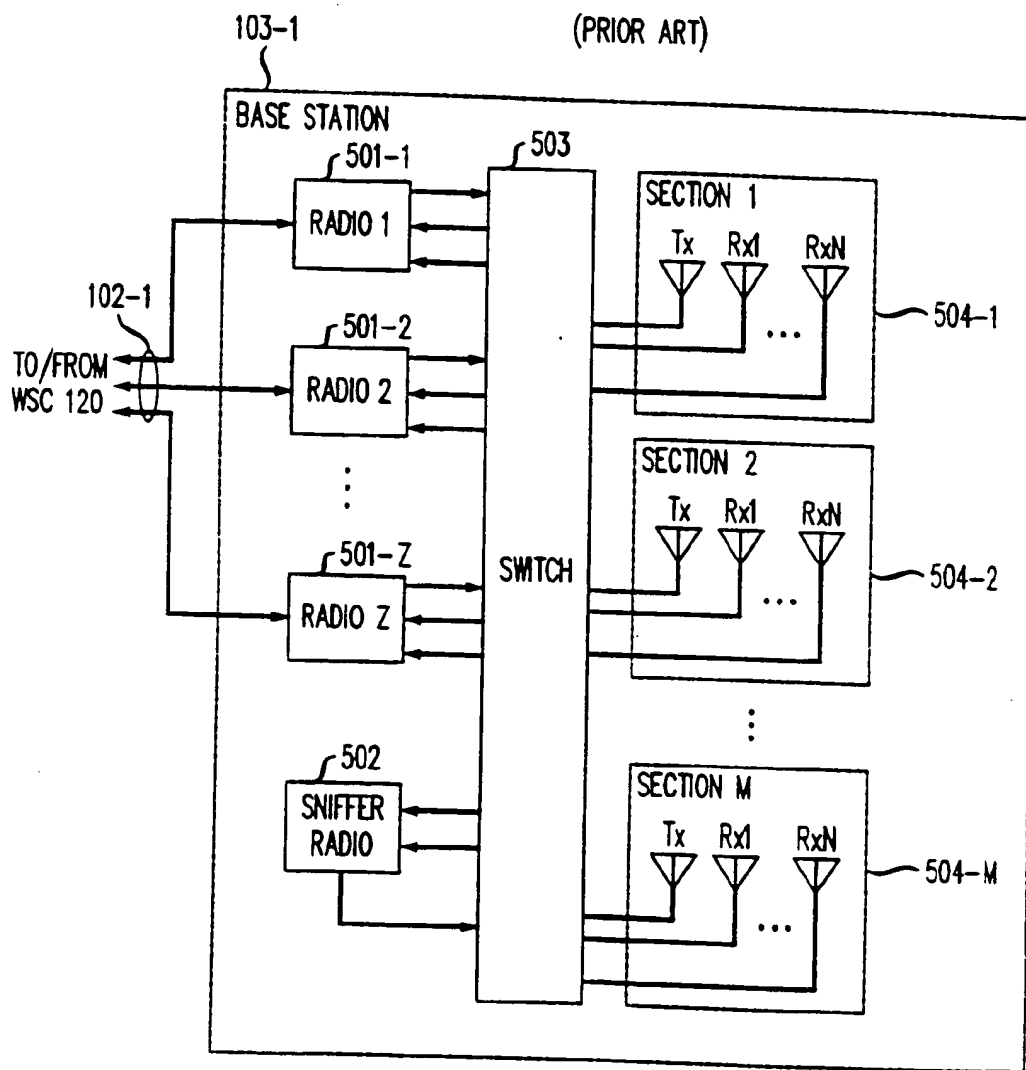 103-1
(PRIOR ART)
BASE STATION
501-1
503
RADIO 1
SECTION 1
Tx
Rx1
RxN
...
504-1
102-1
TO/FROM
WSC 120
501-2
RADIO 2
SECTION 2
Tx
Rx1
RxN
...
504-2
501-Z
RADIO Z
SWITCH
502
SNIFFER
RADIO
SECTION M
Tx
Rx1
RxN
...
504-M